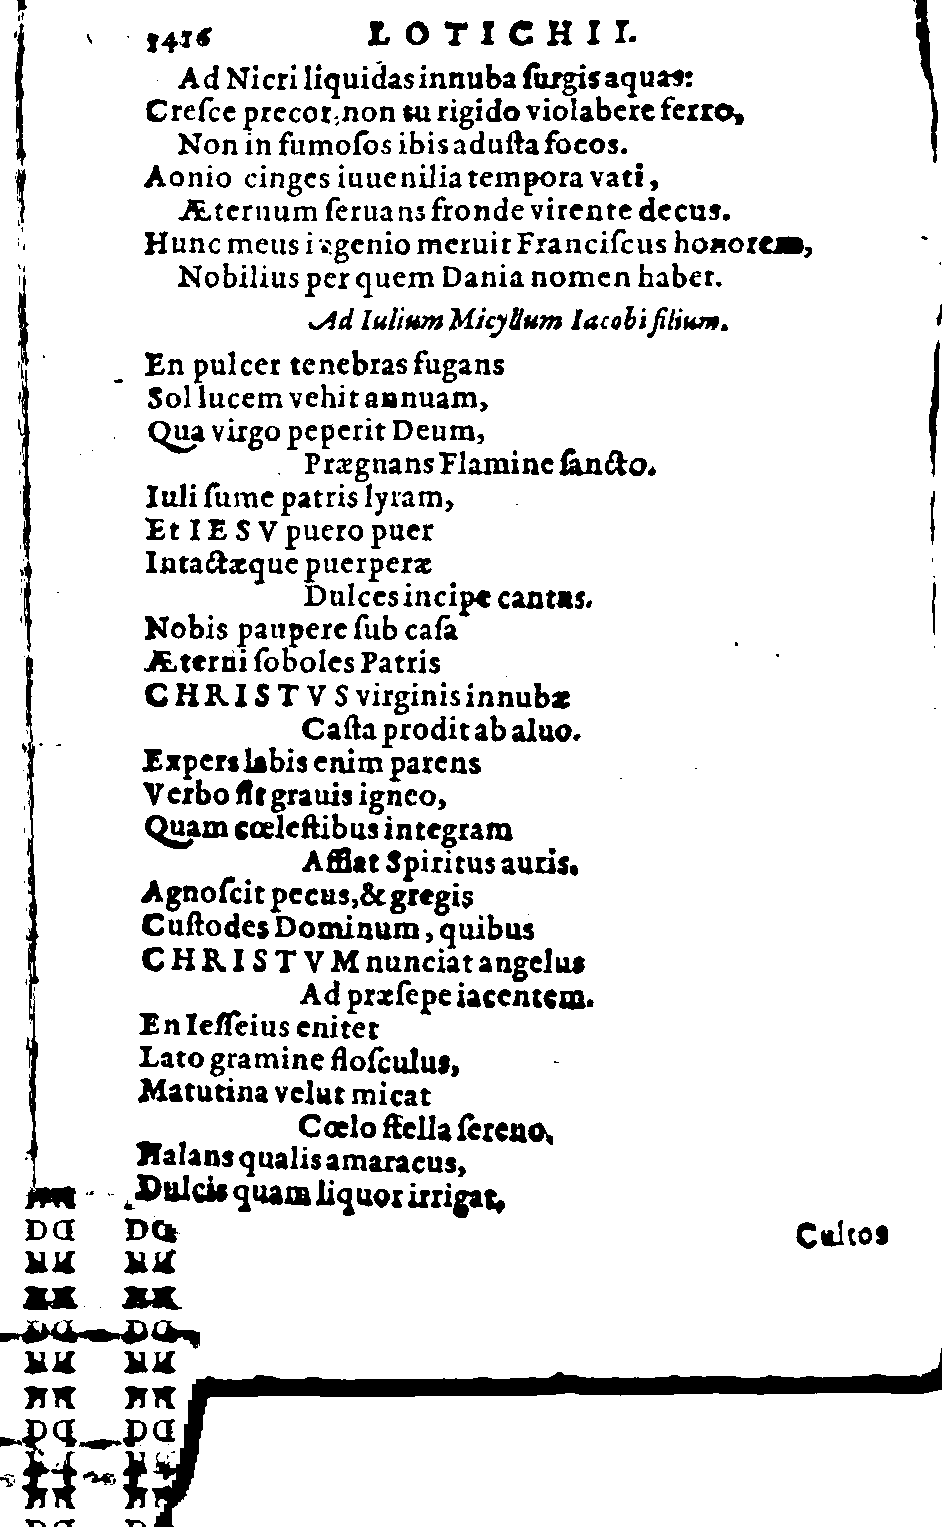 1416 LOTICHII.
Ad Nicri liquidas innuba ſurgis aquas:
Creſce precor, non tu rigido violabere ferro,
Non in fumoſos ibis aduſta focos.
Aonio cinges iuuenilia tempora vati,
Æternum ſeruans fronde virente decus.
Hunc meus ingenio meruit Franciſcus honorem,
Nobilius per quem Dania nomen habet.
Ad Iulium Micyllum Iacobi filium.
En pulcer tenebras fugans
Sol lucem vehit annuam,
Qua virgo peperit Deum,
Prægnans Flamine ſancto.
Iuli ſume patris lyram,
Et IESV puero puer
Intactæque puerperæ
Dulces incipe cantus.
Nobis paupere ſub caſa
Æterni ſoboles Patris
CHRISTVS virginis innubæ
Caſta prodit ab aluo.
Expers labis enim parens
Verbo fit grauis igneo,
Quam cœleſtibus integram
Afflat Spiritus auris.
Agnoſcit pecus, & gregis
Cuſtodes Dominum, quibus
CHRISTVM nunciat angelus
Ad præſepe iacentem.
En Ieſſeius enitet
Lato gramine floſculus,
Matutina velut micat
Cœlo ſtella ſereno,
Halans qualis amaracus,
Dulcis quam liquor irrigat,
Cultos